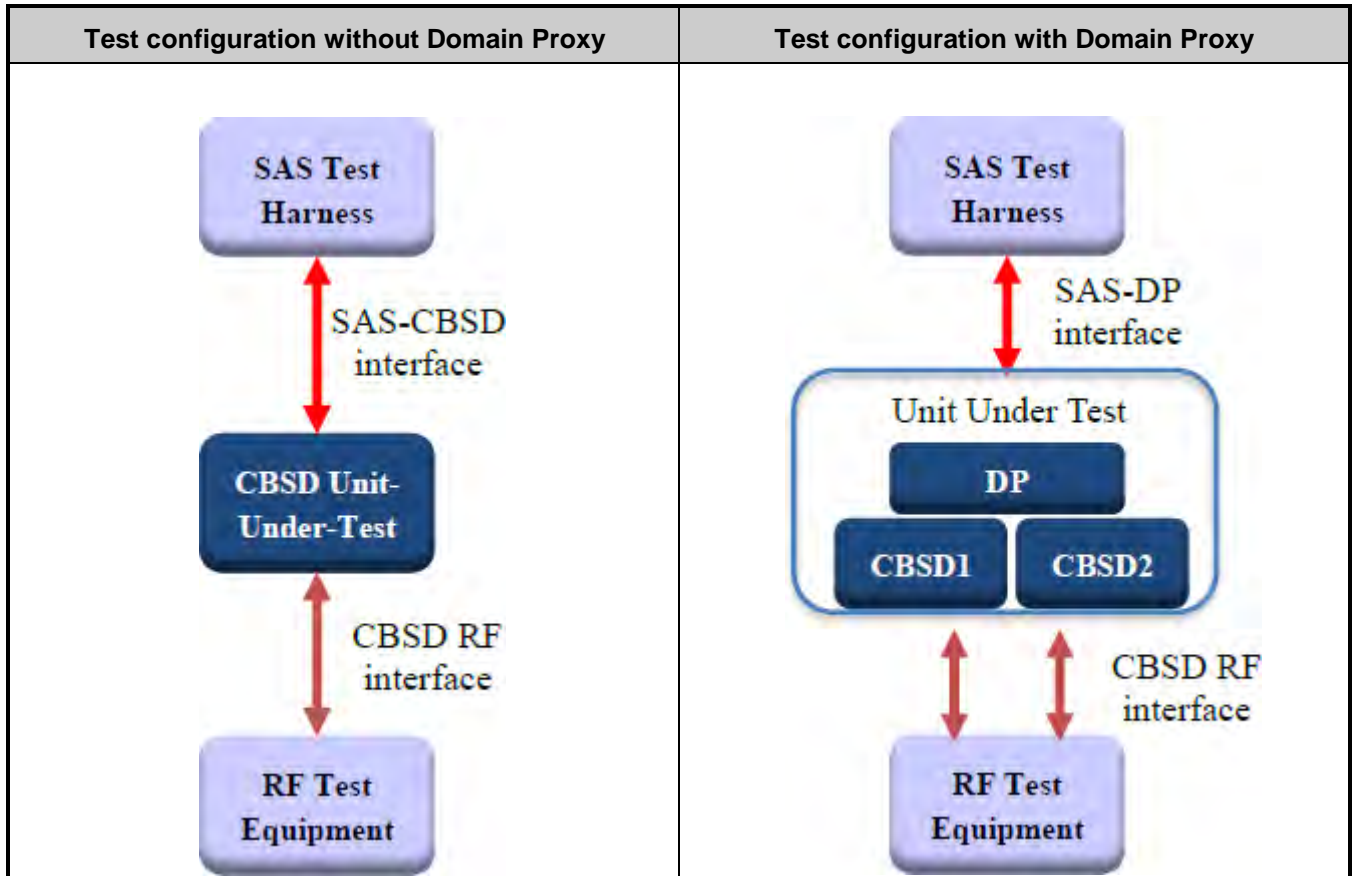 Test configuration without Domain Proxy
Test configuration with Domain Proxy
SAS Test
Harness
SAS-CBSD
interface
CBSD Unit-
Under-Test
CBSD RF
interface
RF Test
Equipment
SAS Test
Harness
SAS-DP
interface
Unit Under Test
DP
CBSD1
CBSD2
CBSD RF
interface
RF Test
Equipment